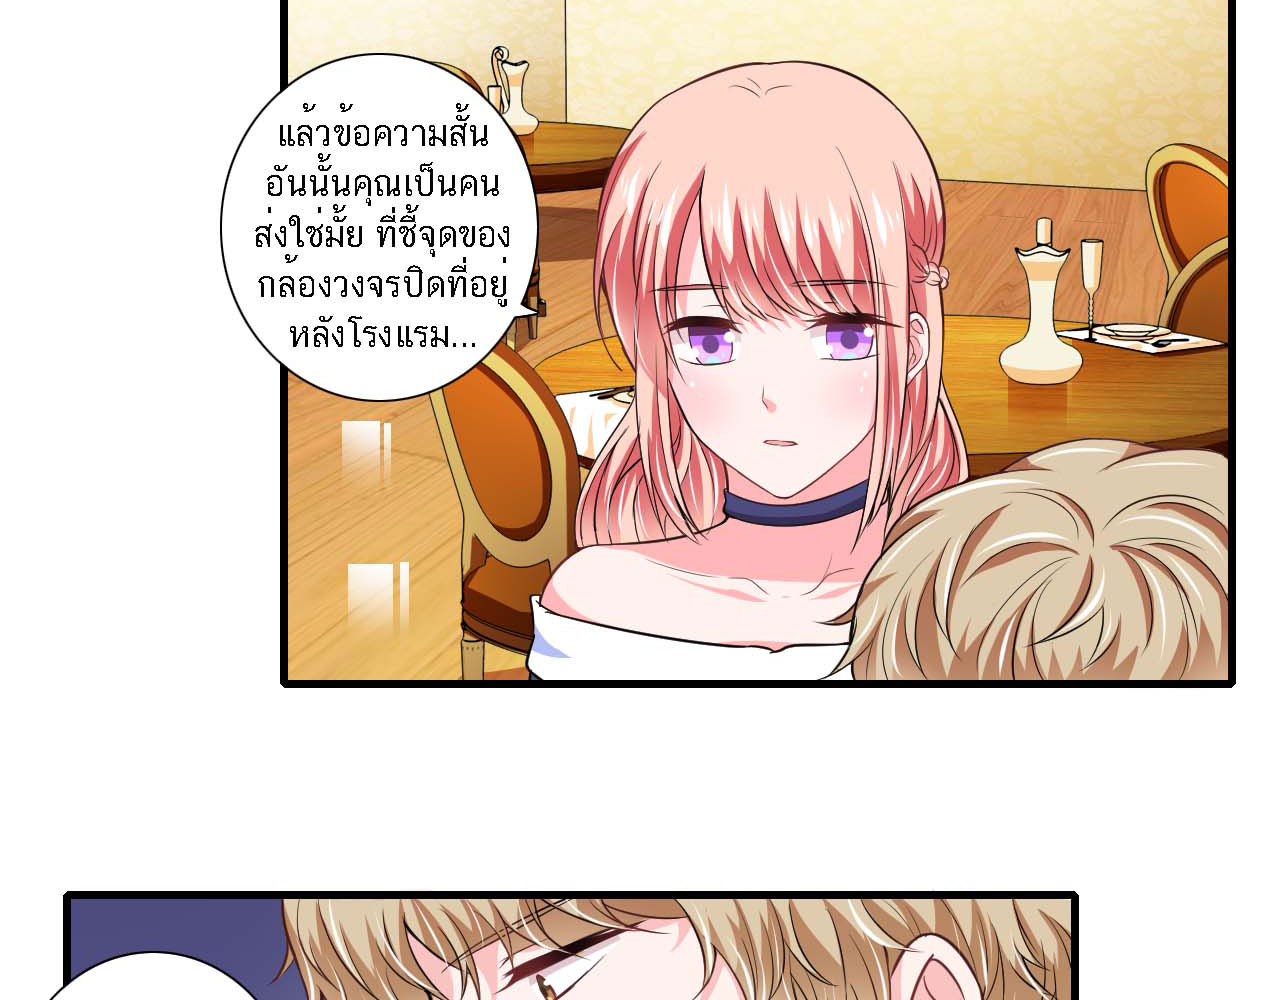 แล้วข้อความสั้น
อันนั้นคุณเป็นคน
ส่งใช่มั้ย ที่ชี้จุดของ
กล้องวงจรปิดที่อยู่
หลังโรงแรม...